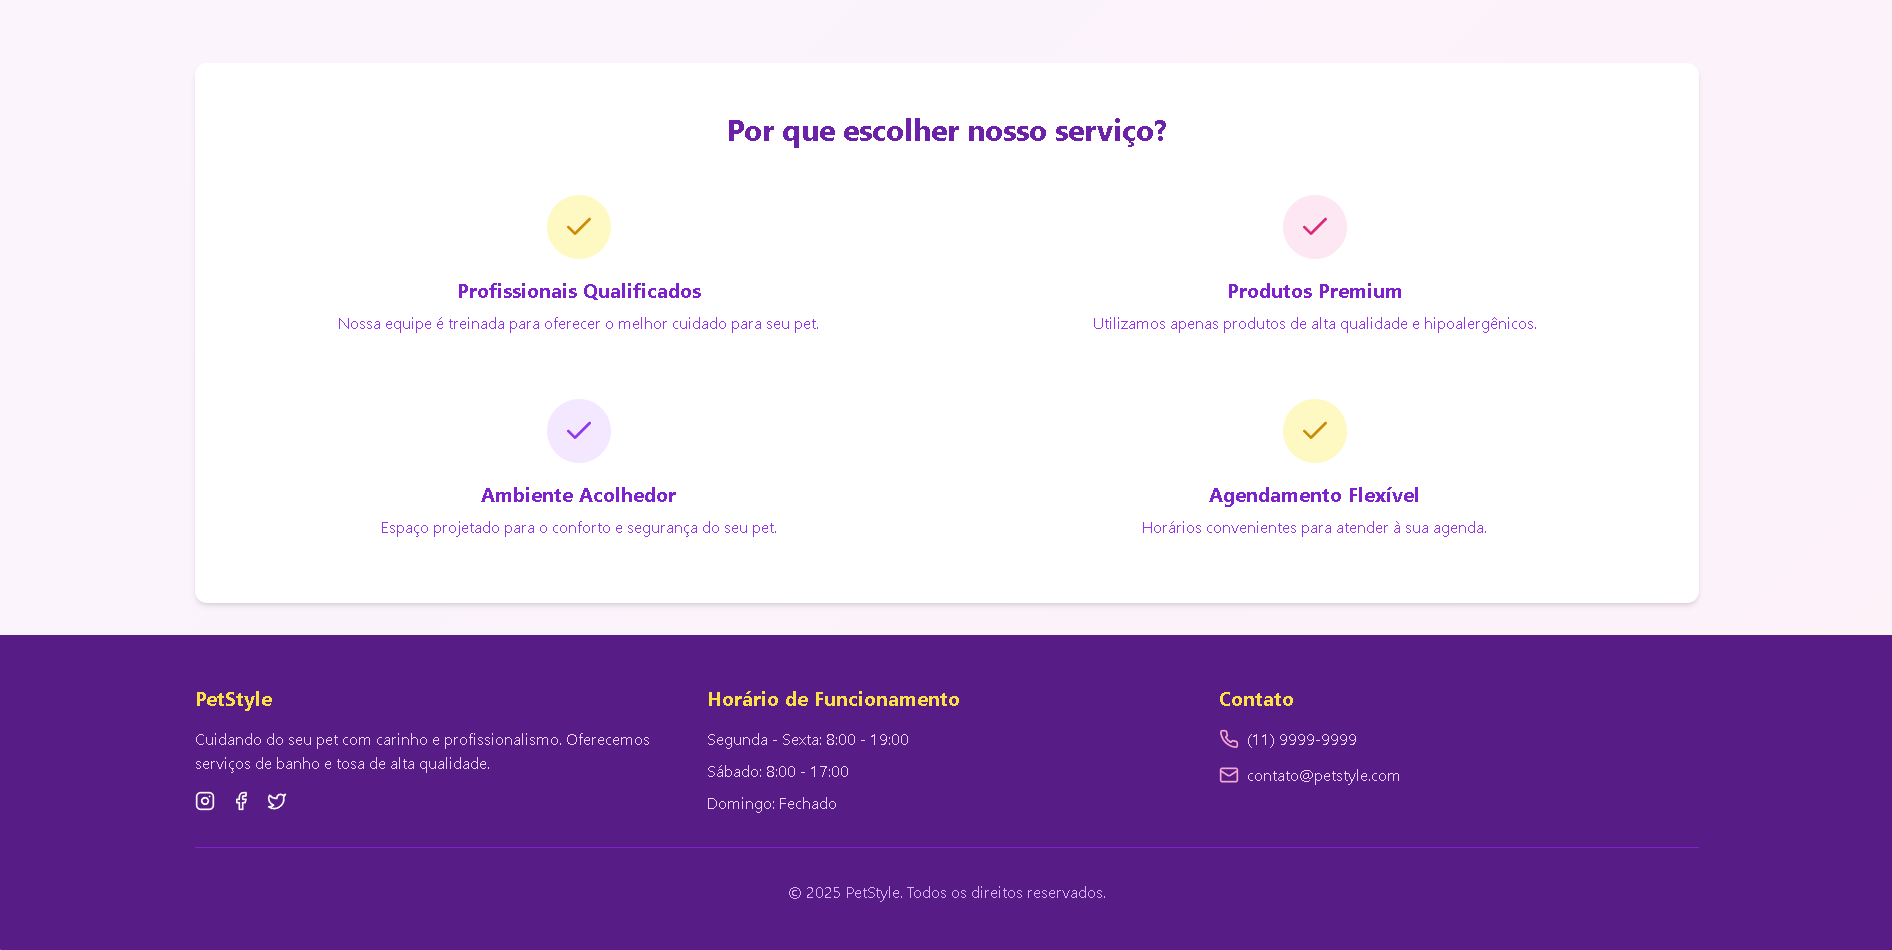 Por que escolher nosso serviço?
Profissionais Qualificados
Nossa equipe é treinada para oferecer o melhor cuidado para seu pet.
Produtos Premium
Utilizamos apenas produtos de alta qualidade e hipoalergênicos.
Ambiente Acolhedor
Espaço projetado para o conforto e segurança do seu pet.
Agendamento Flexível
Horários convenientes para atender à sua agenda.
PetStyle
Cuidando do seu pet com carinho e profissionalismo. Oferecemos
serviços de banho e tosa de alta qualidade.
Horário de Funcionamento
Segunda - Sexta: 8:00 - 19:00
Sábado: 8:00 - 17:00
Domingo: Fechado
Contato
(11) 9999-9999
contato@petstyle.com
© 2025 PetStyle. Todos os direitos reservados.